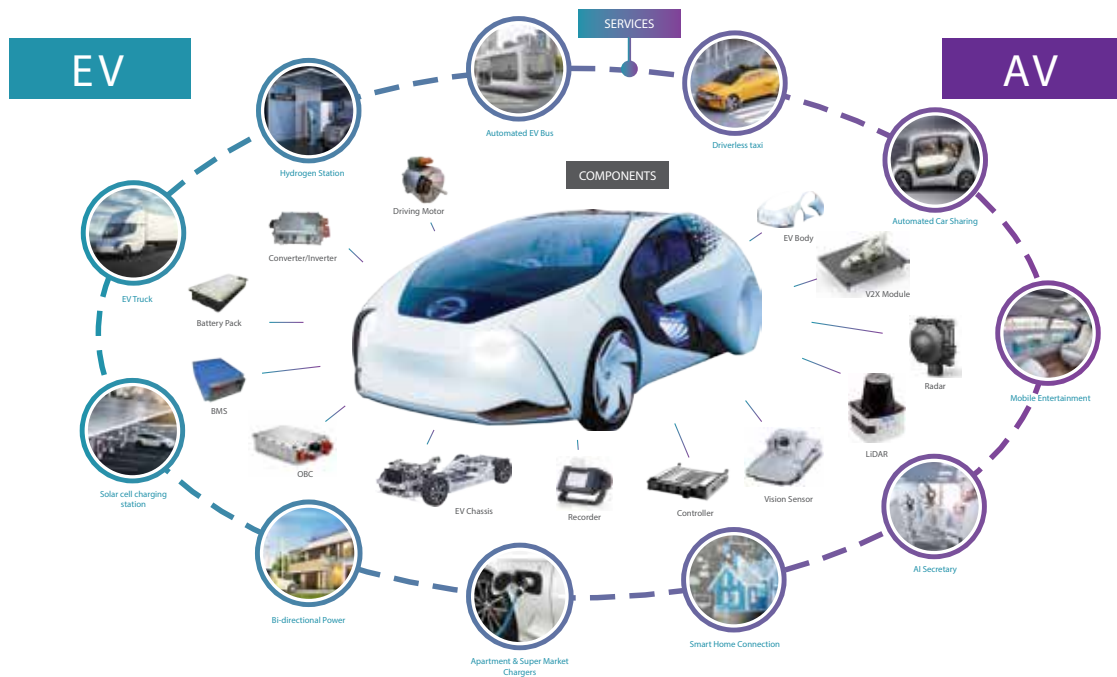 SERVICES
EV
AV
Automated EV Bus
Driverless taxi
Hydrogen Station
COMPONENTS
Driving Motor
Automated Car Sharing
EV Body
Converter/Inverter
V2X Module
EV Truck
Battery Pack
Radar
Mobile Entertainment
BMS
LiDAR
OBC
Solar cell charging
station
Vision Sensor
EV Chassis
Controller
Recorder
AI Secretary
Bi-directional Power
Smart Home Connection
Apartment & Super Market
Chargers